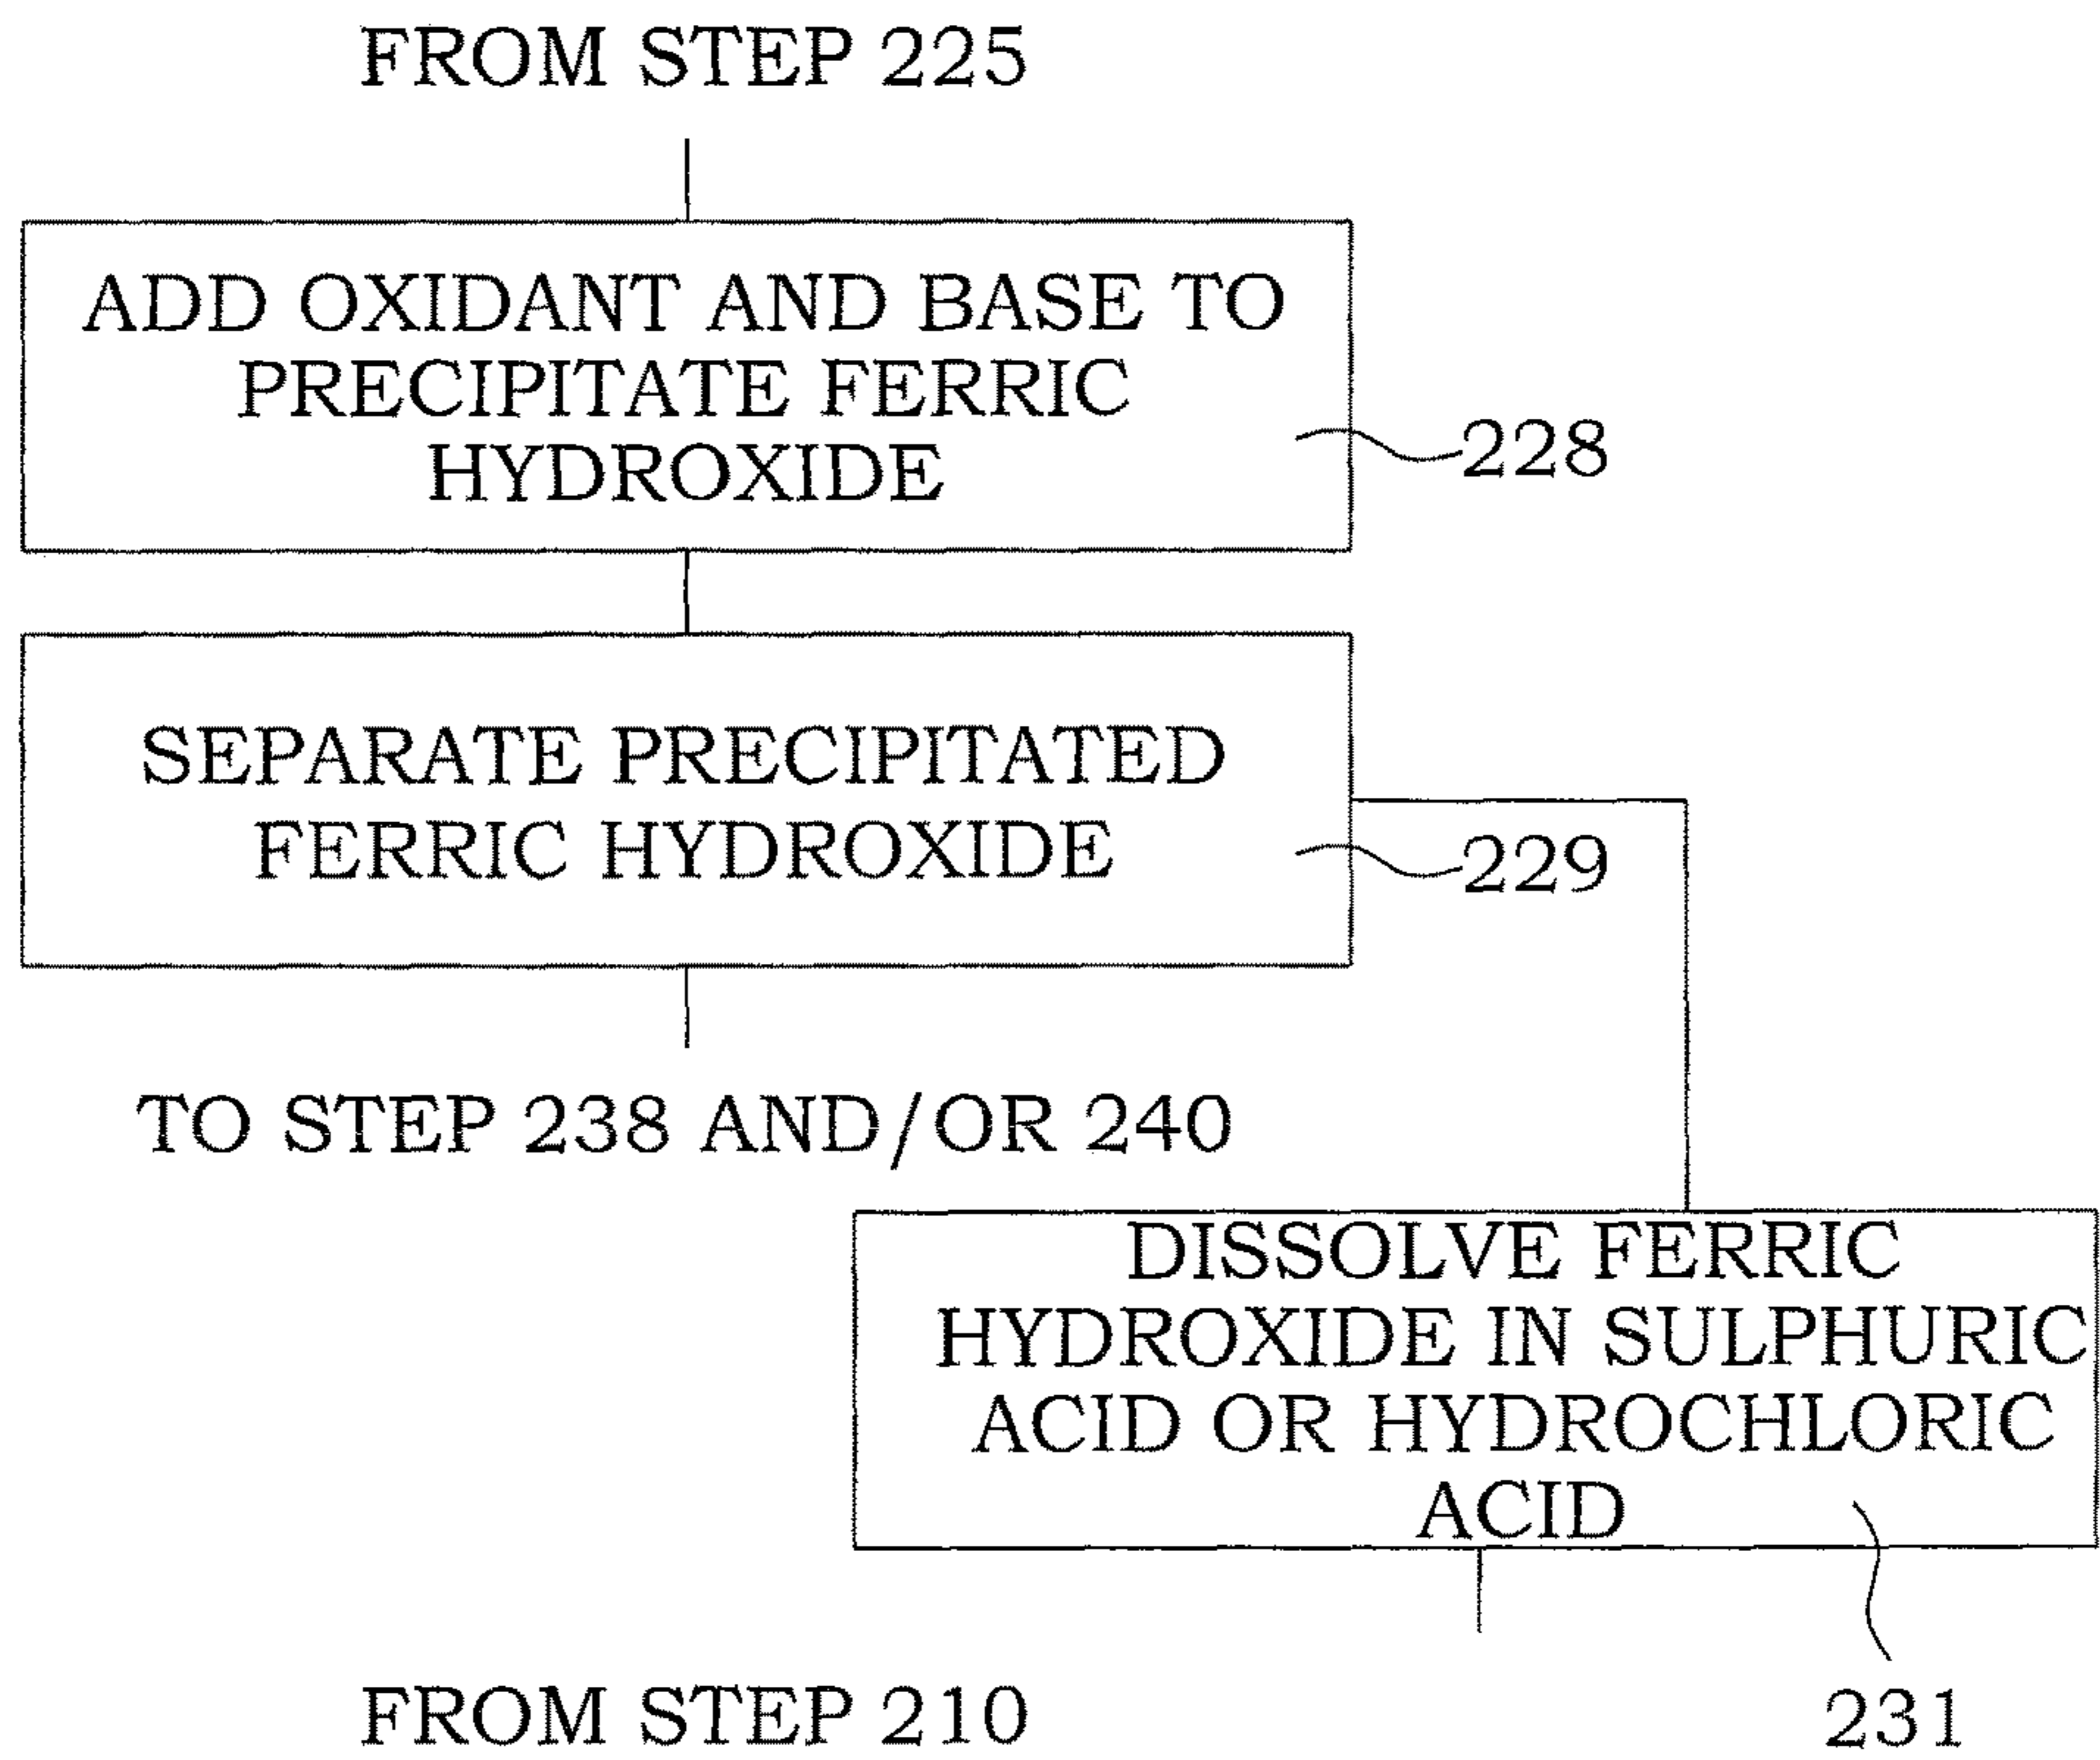 FROM STEP 225
ADD OXIDANT AND BASE TO
PRECIPITATE FERRIC
HYDROXIDE
228
SEPARATE PRECIPITATED
FERRIC HYDROXIDE
229
TO STEP 238 AND/OR 240
DISSOLVE FERRIC
HYDROXIDE IN SULPHURIC
ACID OR HYDROCHLORIC
ACID
FROM STEP 210
231